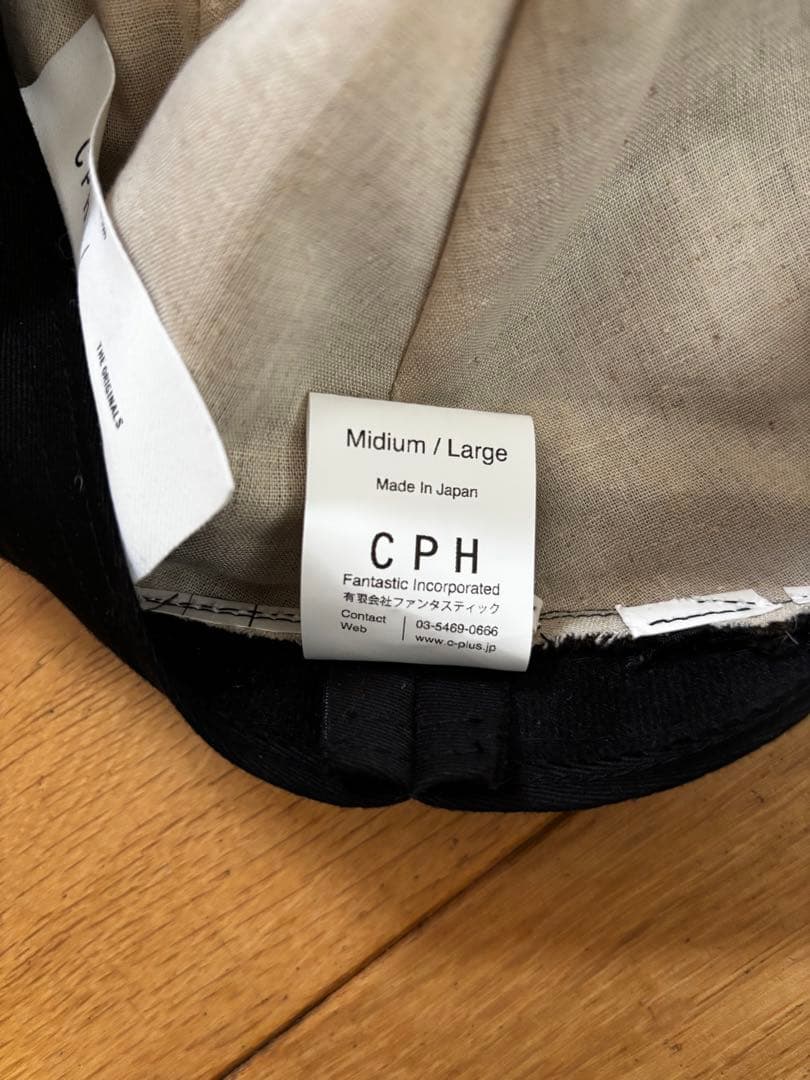 CPH
THE ORIGINALS
Midium / Large
Made In Japan
CPH
Fantastic Incorporated
有限会社ファンタスティック
Contact 03-5469-0666
Web www.c-plus.jp